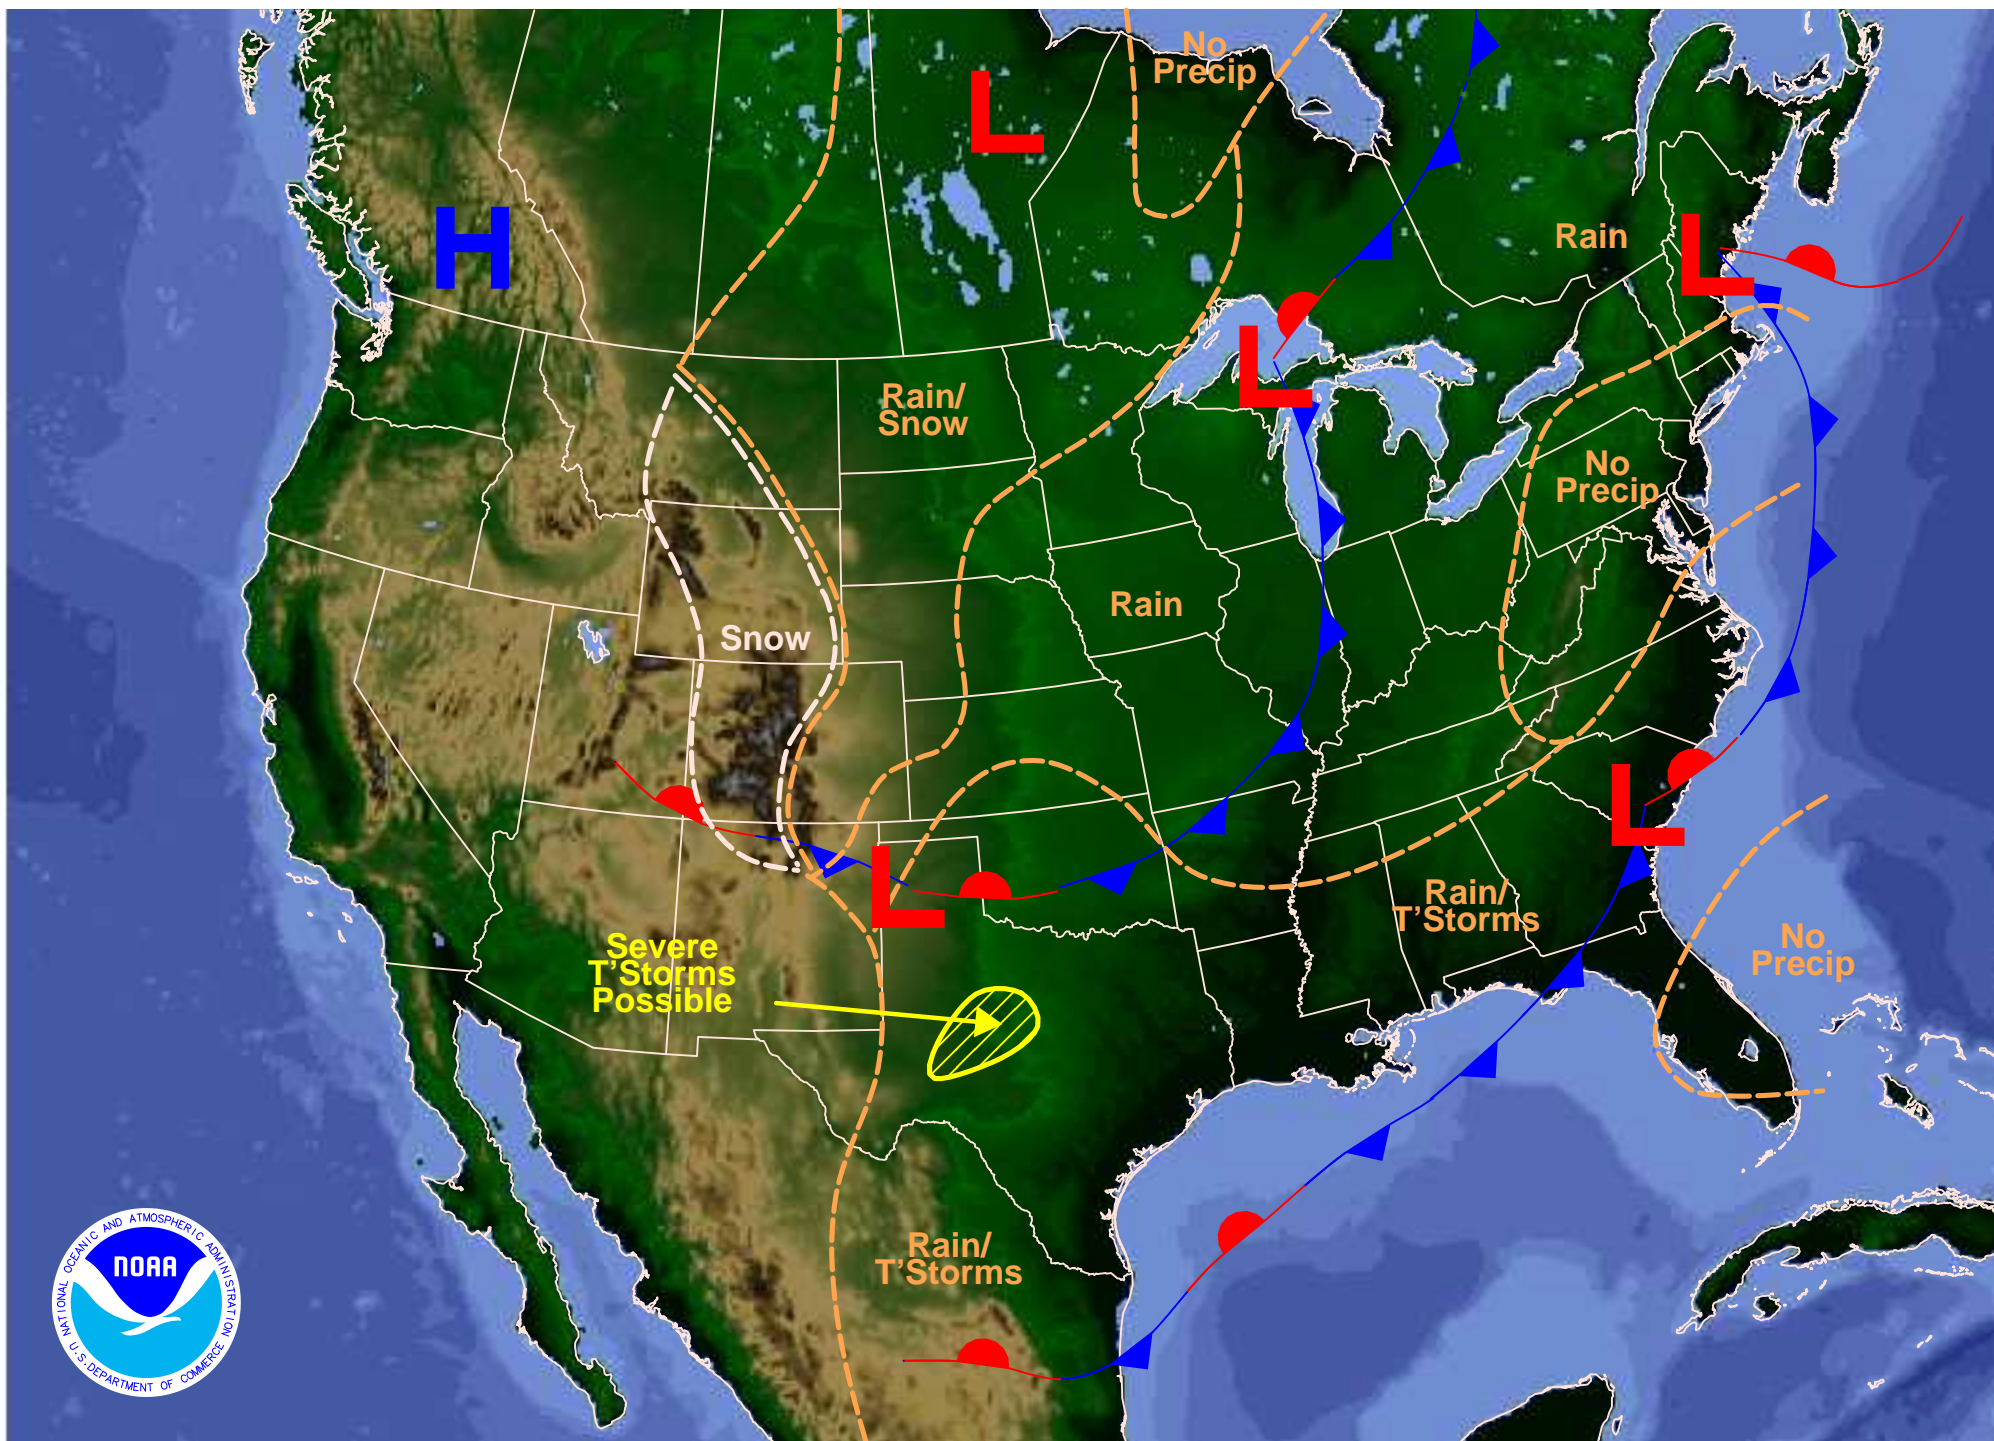 No
Precip
L
H
Rain
L
L
Rain/
Snow
No
Precip
Rain
Snow
L
L
Rain/
T'Storms
Severe
T'Storms
Possible
No
Precip
Rain/
T'Storms
NATIONAL OCEANIC AND ATMOSPHERIC ADMINISTRATION
NOAA
U.S. DEPARTMENT OF COMMERCE